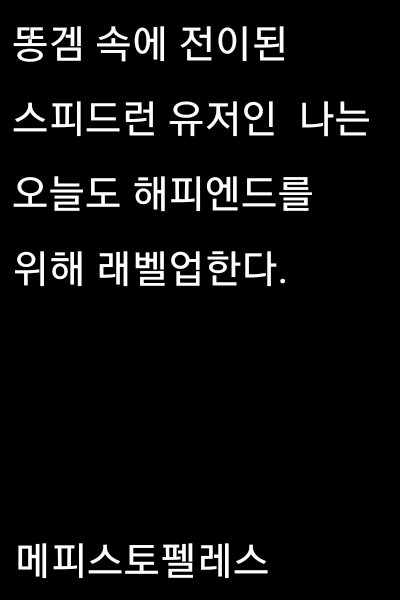 똥겜 속에 전이된
스피드런 유저인  나는
오늘도 해피엔드를
위해 래벨업한다.
메피스토펠레스